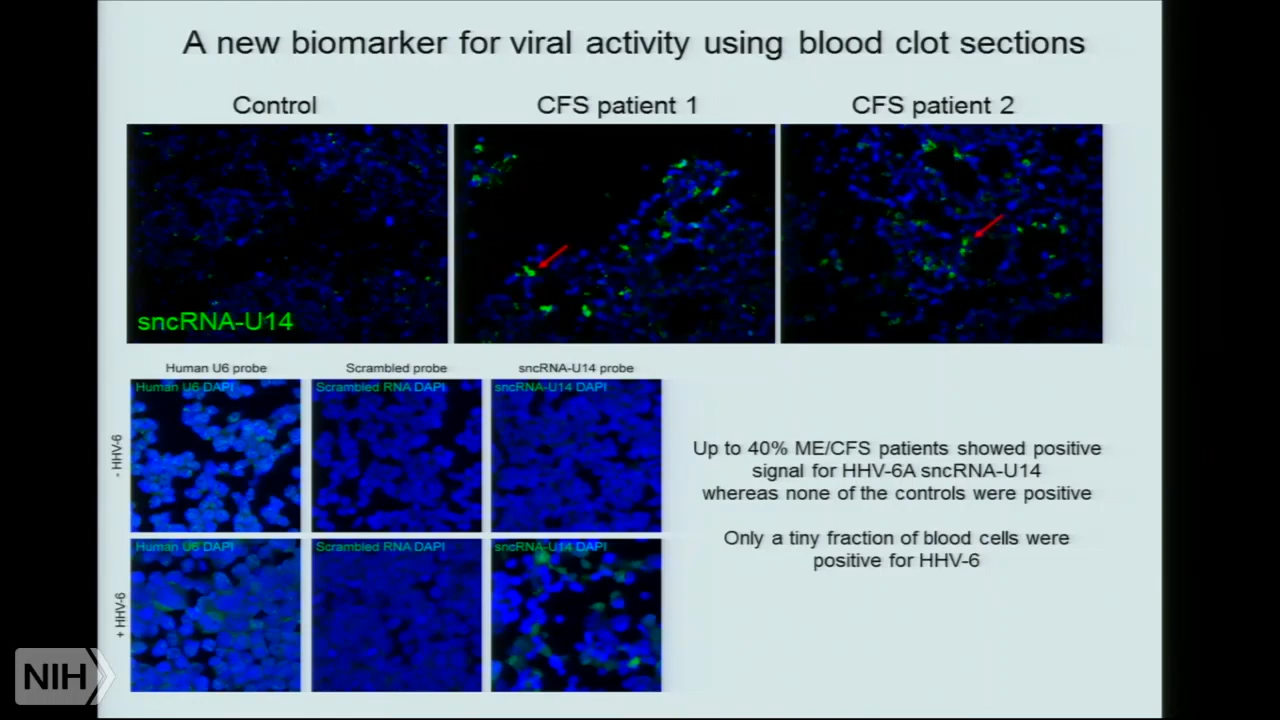 A new biomarker for viral activity using blood clot sections
Control
CFS patient 1
CFS patient 2
sncRNA-U14
Human U6 probe
Scrambled probe
sncRNA-U14 probe
Human U6 DAPI
Scrambled RNA DAPI
sncRNA-U14 DAPI
- HHV-6
Up to 40% ME/CFS patients showed positive
signal for HHV-6A sncRNA-U14
whereas none of the controls were positive
Only a tiny fraction of blood cells were
positive for HHV-6
Human U6 DAPI
Scrambled RNA DAPI
sncRNA-U14 DAPI
+ HHV-6
NIH